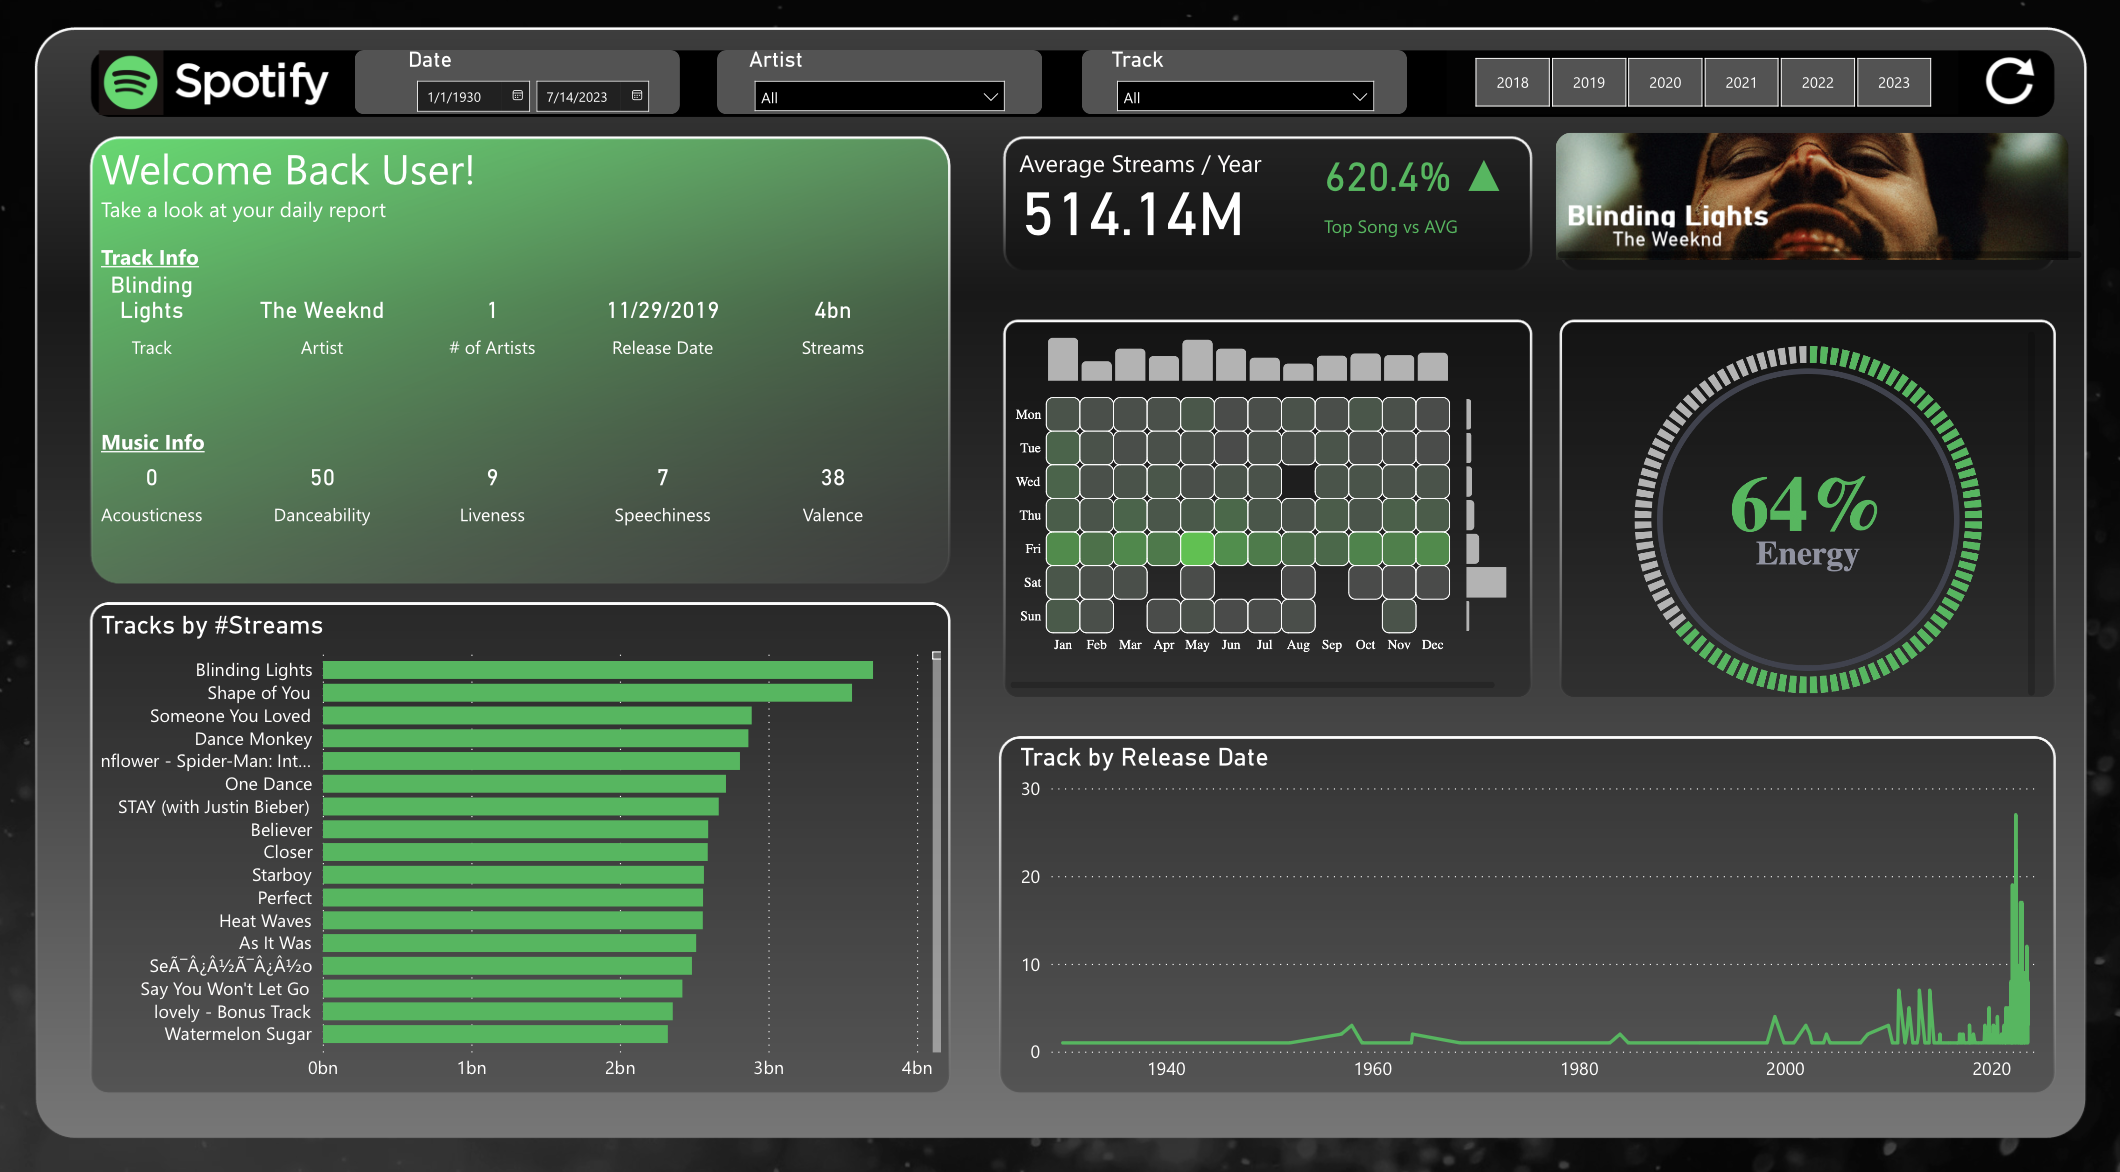 Spotify
Date
1/1/1930
7/14/2023
Artist
All
Track
All
2018
2019
2020
2021
2022
2023
Welcome Back User!
Take a look at your daily report
Track Info
Blinding
Lights
The Weeknd
1
11/29/2019
4bn
Track
Artist
# of Artists
Release Date
Streams
Music Info
0
50
9
7
38
Acousticness
Danceability
Liveness
Speechiness
Valence
Average Streams / Year
514.14M
620.4%
Top Song vs AVG
Blinding Lights
The Weeknd
Mon
Tue
Wed
Thu
Fri
Sat
Sun
Jan
Feb
Mar
Apr
May
Jun
Jul
Aug
Sep
Oct
Nov
Dec
64%
Energy
Tracks by #Streams
Blinding Lights
Shape of You
Someone You Loved
Dance Monkey
nflower - Spider-Man: Int...
One Dance
STAY (with Justin Bieber)
Believer
Closer
Starboy
Perfect
Heat Waves
As It Was
SeÃ¯Â¿Â½Ã¯Â¿Â½o
Say You Won't Let Go
lovely - Bonus Track
Watermelon Sugar
0bn
1bn
2bn
3bn
4bn
Track by Release Date
30
20
10
0
1940
1960
1980
2000
2020